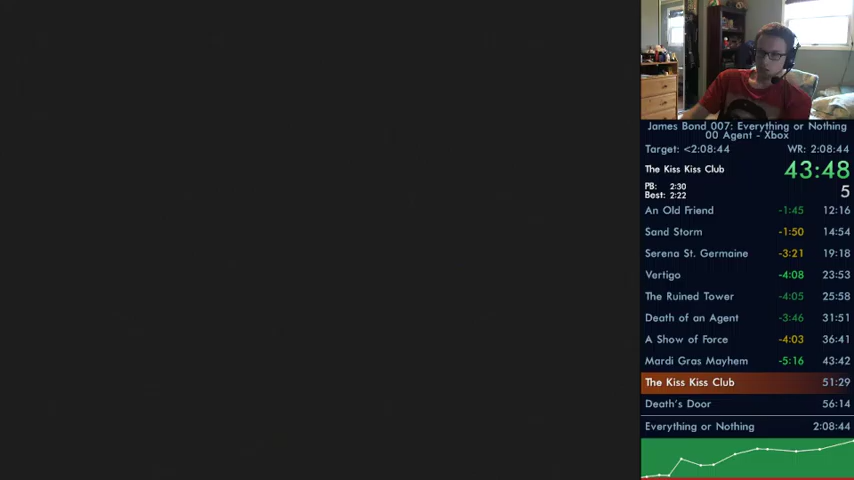 James Bond 007: Everything or Nothing
00 Agent - Xbox
Target: <2:08:44 WR: 2:08:44
The Kiss Kiss Club 43:48
PB: 2:30
Best: 2:22 5
An Old Friend -1:45 12:16
Sand Storm -1:50 14:54
Serena St. Germaine -3:21 19:18
Vertigo -4:08 23:53
The Ruined Tower -4:05 25:58
Death of an Agent -3:46 31:51
A Show of Force -4:03 36:41
Mardi Gras Mayhem -5:16 43:42
The Kiss Kiss Club 51:29
Death's Door 56:14
Everything or Nothing 2:08:44